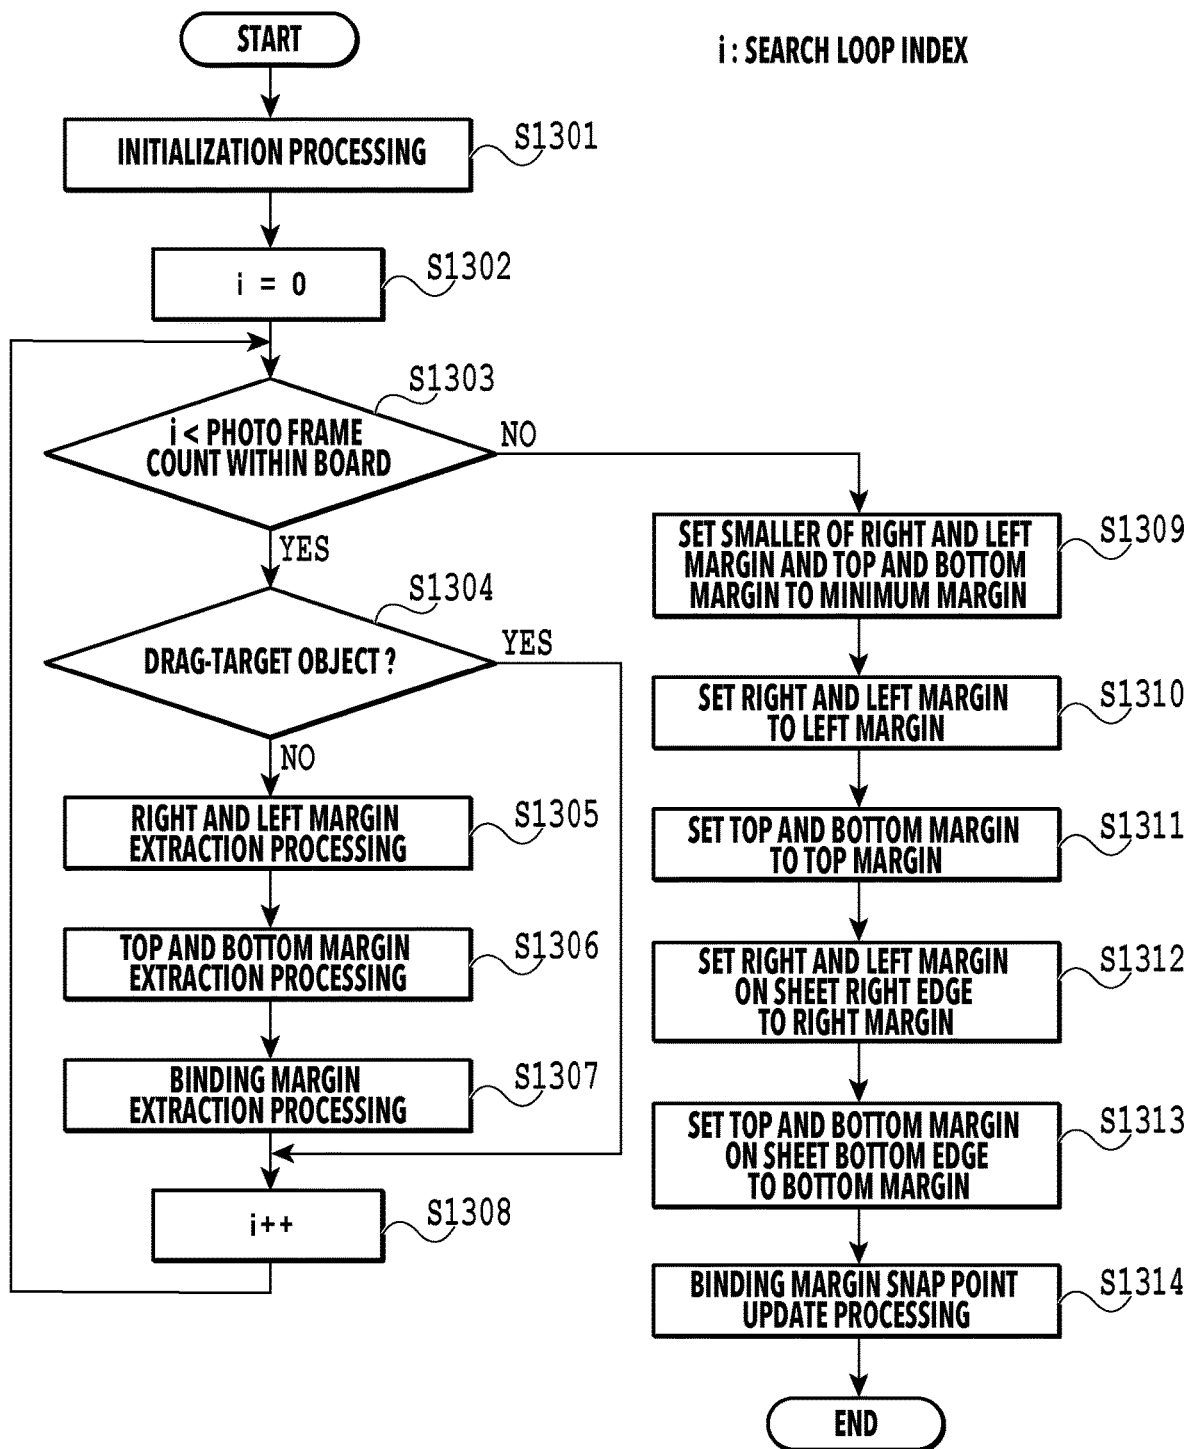 START
i : SEARCH LOOP INDEX
INITIALIZATION PROCESSING
S1301
i = 0
S1302
i < PHOTO FRAME
COUNT WITHIN BOARD
S1303
NO
YES
DRAG-TARGET OBJECT ?
S1304
YES
NO
RIGHT AND LEFT MARGIN
EXTRACTION PROCESSING
S1305
TOP AND BOTTOM MARGIN
EXTRACTION PROCESSING
S1306
BINDING MARGIN
EXTRACTION PROCESSING
S1307
i++
S1308
SET SMALLER OF RIGHT AND LEFT
MARGIN AND TOP AND BOTTOM
MARGIN TO MINIMUM MARGIN
S1309
SET RIGHT AND LEFT MARGIN
TO LEFT MARGIN
S1310
SET TOP AND BOTTOM MARGIN
TO TOP MARGIN
S1311
SET RIGHT AND LEFT MARGIN
ON SHEET RIGHT EDGE
TO RIGHT MARGIN
S1312
SET TOP AND BOTTOM MARGIN
ON SHEET BOTTOM EDGE
TO BOTTOM MARGIN
S1313
BINDING MARGIN SNAP POINT
UPDATE PROCESSING
S1314
END